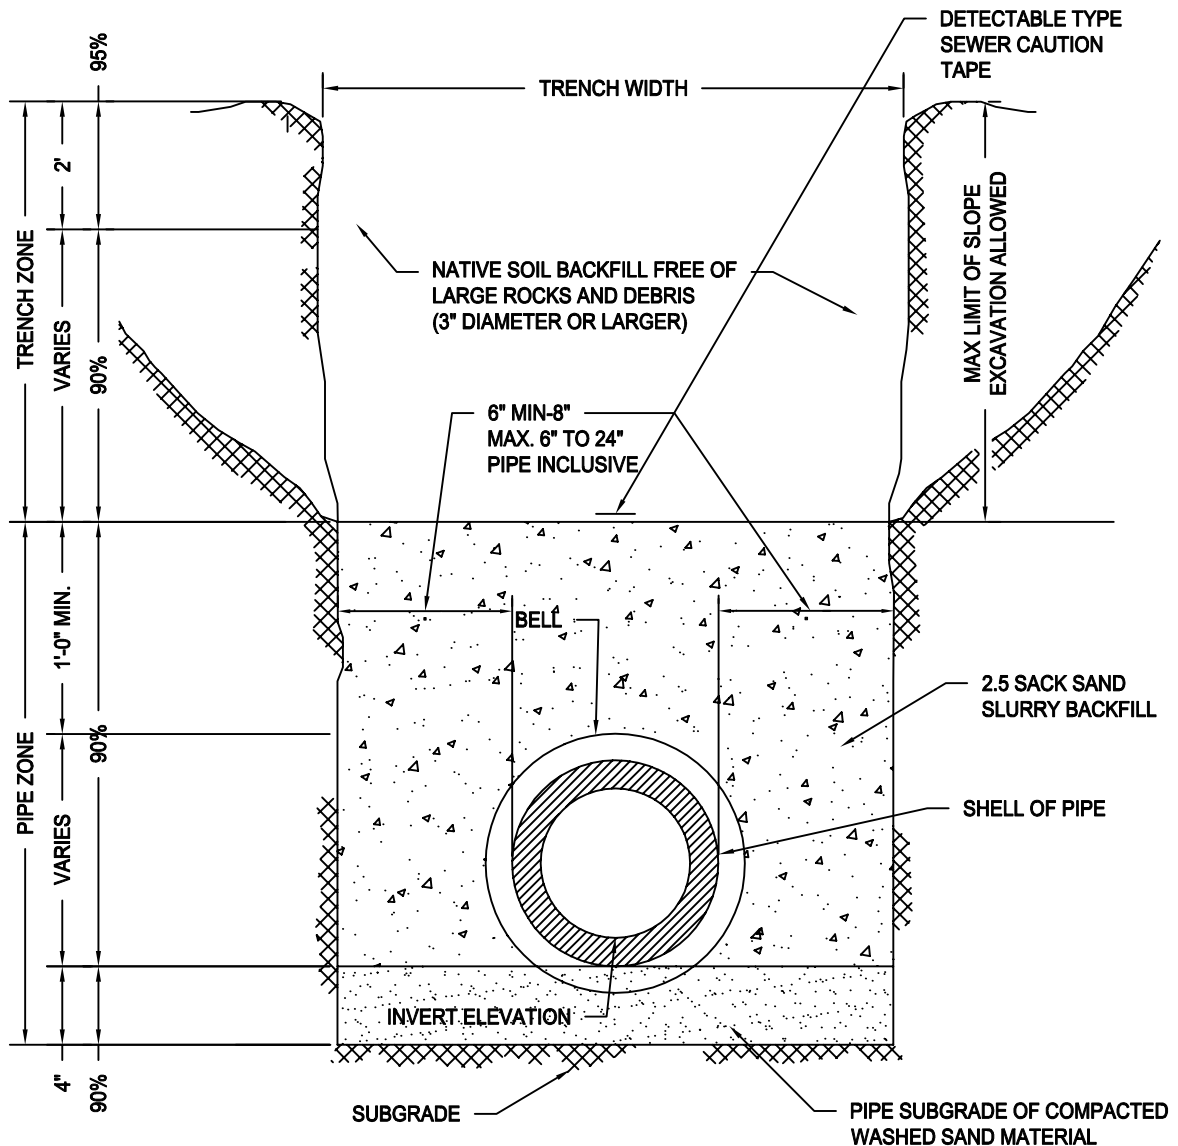 DETECTABLE TYPE
SEWER CAUTION
TAPE
95%
TRENCH WIDTH
2'
TRENCH ZONE
VARIES
90%
MAX LIMIT OF SLOPE
EXCAVATION ALLOWED
NATIVE SOIL BACKFILL FREE OF
LARGE ROCKS AND DEBRIS
(3" DIAMETER OR LARGER)
6" MIN-8"
MAX. 6" TO 24"
PIPE INCLUSIVE
1'-0" MIN.
BELL
2.5 SACK SAND
SLURRY BACKFILL
PIPE ZONE
90%
VARIES
SHELL OF PIPE
INVERT ELEVATION
4"
90%
SUBGRADE
PIPE SUBGRADE OF COMPACTED
WASHED SAND MATERIAL